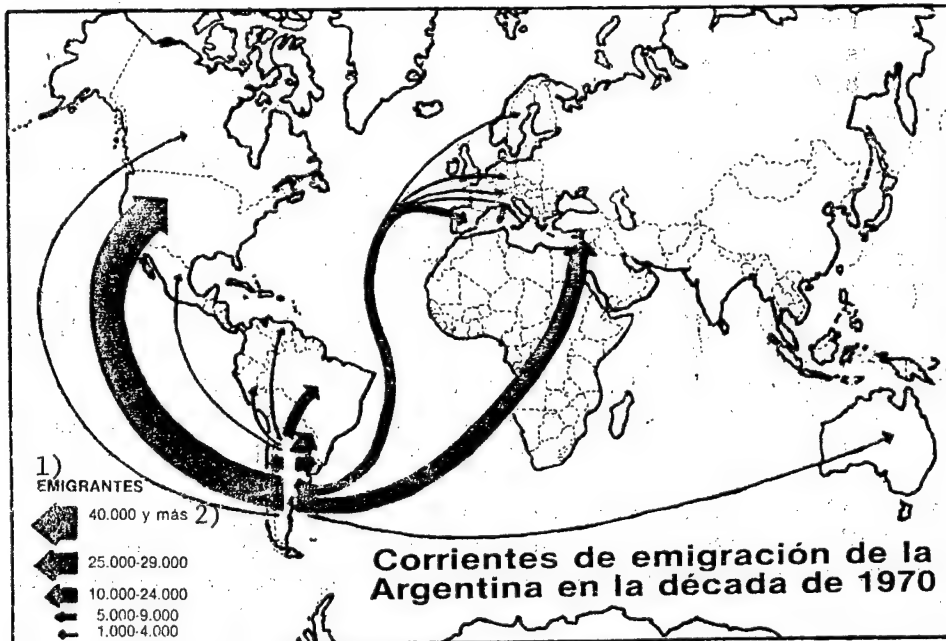 1)
EMIGRANTES
40.000 y más 2)
25.000-29.000
10.000-24.000
5.000-9.000
1.000-4.000
Corrientes de emigración de la
Argentina en la década de 1970